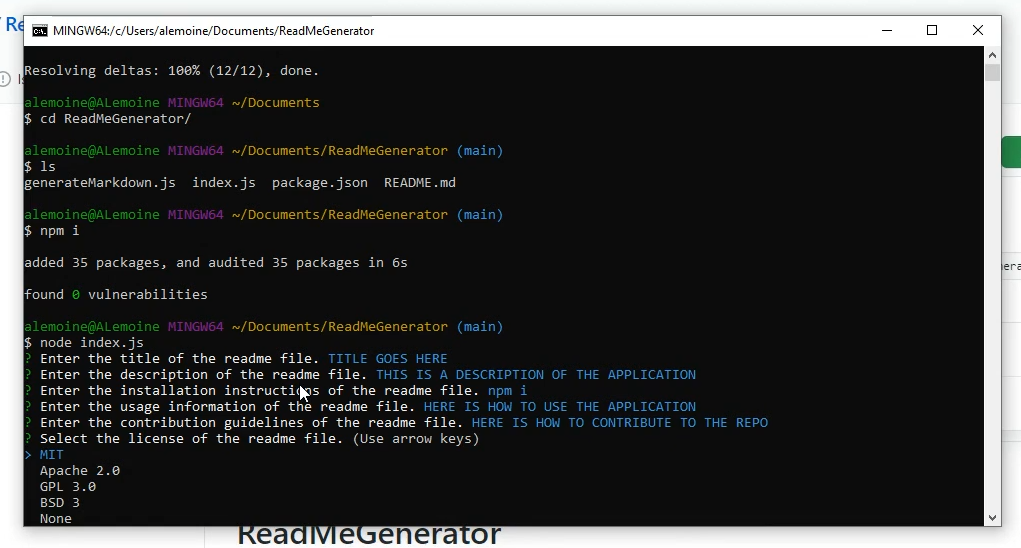 Re
MINGW64:/c/Users/alemoine/Documents/ReadMeGenerator
Resolving deltas: 100% (12/12), done.
alemoine@ALemoine MINGW64 ~/Documents
$ cd ReadMeGenerator/
alemoine@ALemoine MINGW64 ~/Documents/ReadMeGenerator (main)
$ ls
generateMarkdown.js index.js package.json README.md
alemoine@ALemoine MINGW64 ~/Documents/ReadMeGenerator (main)
$ npm i
added 35 packages, and audited 35 packages in 6s
found 0 vulnerabilities
alemoine@ALemoine MINGW64 ~/Documents/ReadMeGenerator (main)
$ node index.js
? Enter the title of the readme file. TITLE GOES HERE
? Enter the description of the readme file. THIS IS A DESCRIPTION OF THE APPLICATION
? Enter the installation instructions of the readme file. npm i
? Enter the usage information of the readme file. HERE IS HOW TO USE THE APPLICATION
? Enter the contribution guidelines of the readme file. HERE IS HOW TO CONTRIBUTE TO THE REPO
? Select the license of the readme file. (Use arrow keys)
> MIT
Apache 2.0
GPL 3.0
BSD 3
None
ReadMeGenerator